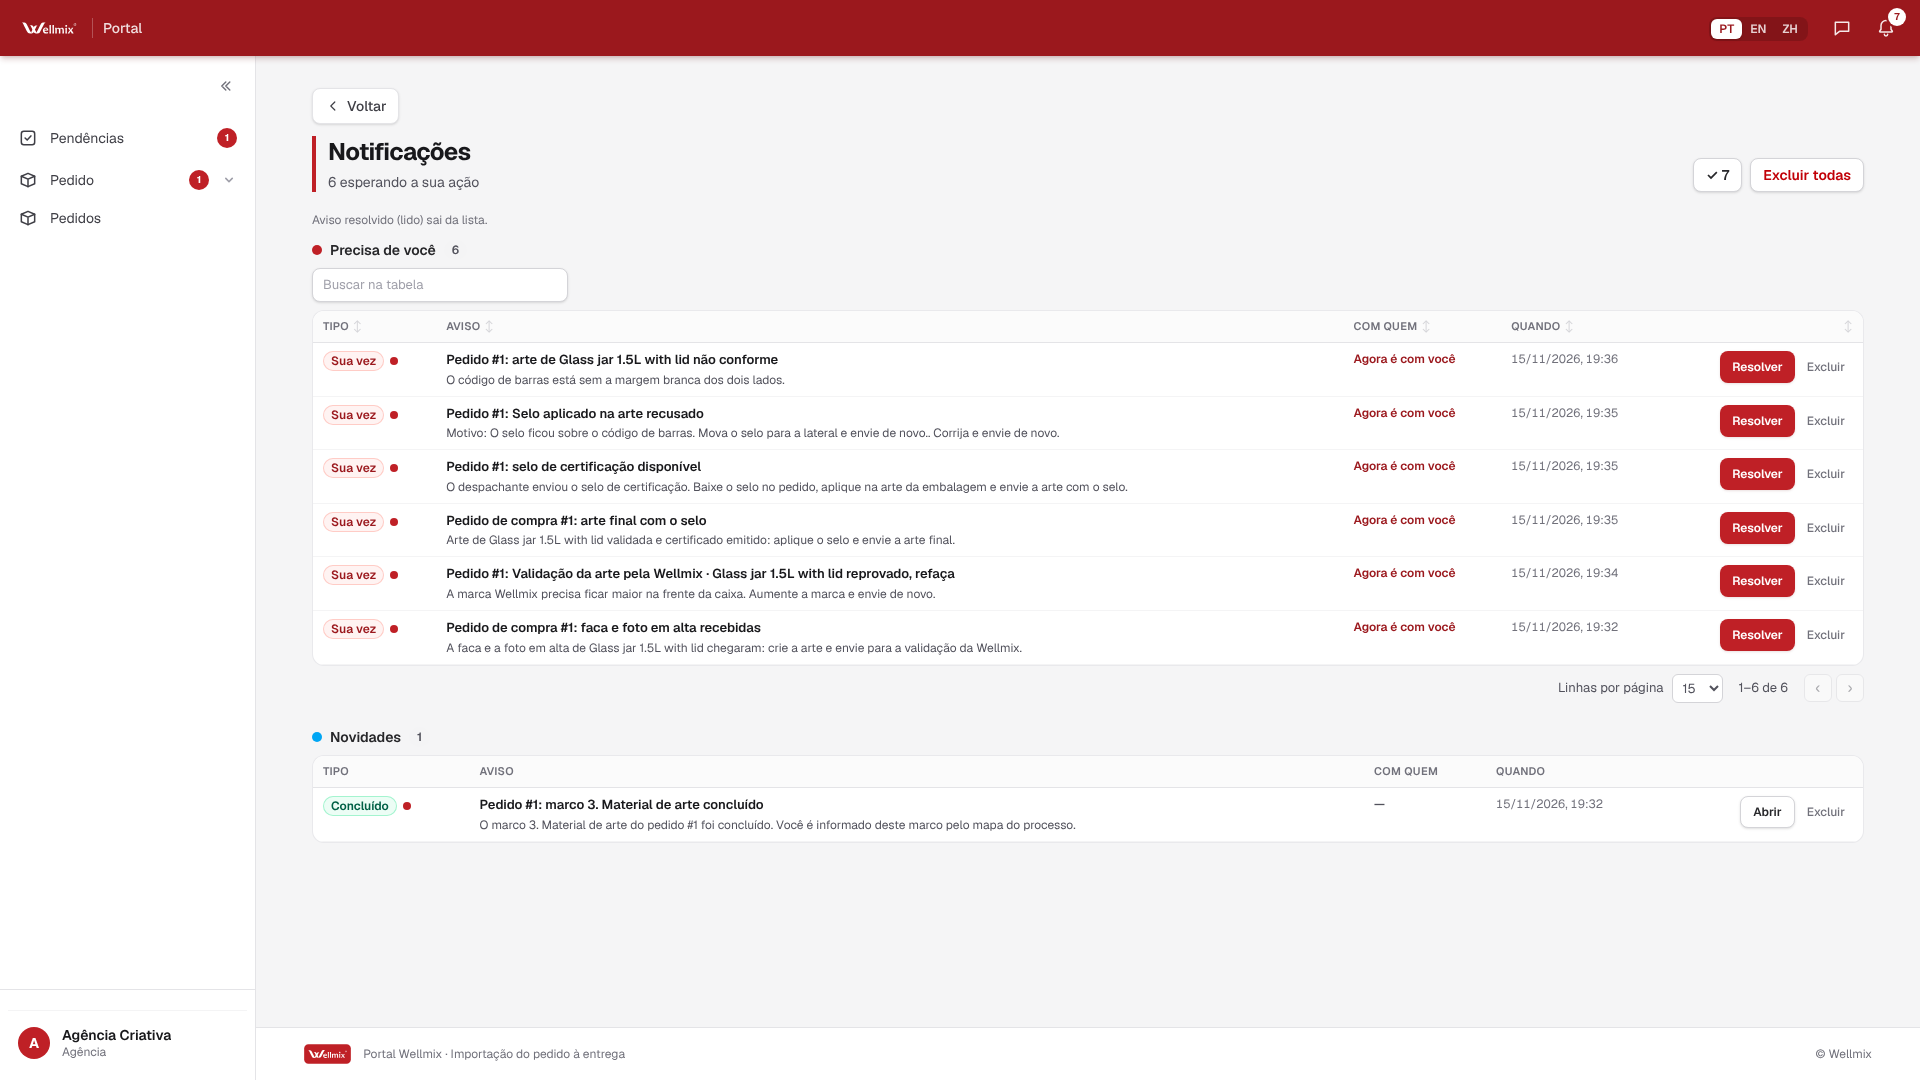 Wellmix
Portal
PT EN ZH
7
Pendências 1
Pedido 1
Pedidos
Voltar
Notificações
6 esperando a sua ação
7
Excluir todas
Aviso resolvido (lido) sai da lista.
Precisa de você 6
Buscar na tabela
TIPO AVISO COM QUEM QUANDO
Sua vez Pedido #1: arte de Glass jar 1.5L with lid não conforme Agora é com você 15/11/2026, 19:36 Resolver Excluir
O código de barras está sem a margem branca dos dois lados.
Sua vez Pedido #1: Selo aplicado na arte recusado Agora é com você 15/11/2026, 19:35 Resolver Excluir
Motivo: O selo ficou sobre o código de barras. Mova o selo para a lateral e envie de novo.. Corrija e envie de novo.
Sua vez Pedido #1: selo de certificação disponível Agora é com você 15/11/2026, 19:35 Resolver Excluir
O despachante enviou o selo de certificação. Baixe o selo no pedido, aplique na arte da embalagem e envie a arte com o selo.
Sua vez Pedido de compra #1: arte final com o selo Agora é com você 15/11/2026, 19:35 Resolver Excluir
Arte de Glass jar 1.5L with lid validada e certificado emitido: aplique o selo e envie a arte final.
Sua vez Pedido #1: Validação da arte pela Wellmix · Glass jar 1.5L with lid reprovado, refaça Agora é com você 15/11/2026, 19:34 Resolver Excluir
A marca Wellmix precisa ficar maior na frente da caixa. Aumente a marca e envie de novo.
Sua vez Pedido de compra #1: faca e foto em alta recebidas Agora é com você 15/11/2026, 19:32 Resolver Excluir
A faca e a foto em alta de Glass jar 1.5L with lid chegaram: crie a arte e envie para a validação da Wellmix.
Linhas por página 15 1–6 de 6
Novidades 1
TIPO AVISO COM QUEM QUANDO
Concluído Pedido #1: marco 3. Material de arte concluído — 15/11/2026, 19:32 Abrir Excluir
O marco 3. Material de arte do pedido #1 foi concluído. Você é informado deste marco pelo mapa do processo.
A
Agência Criativa
Agência
Wellmix
Portal Wellmix · Importação do pedido à entrega
© Wellmix